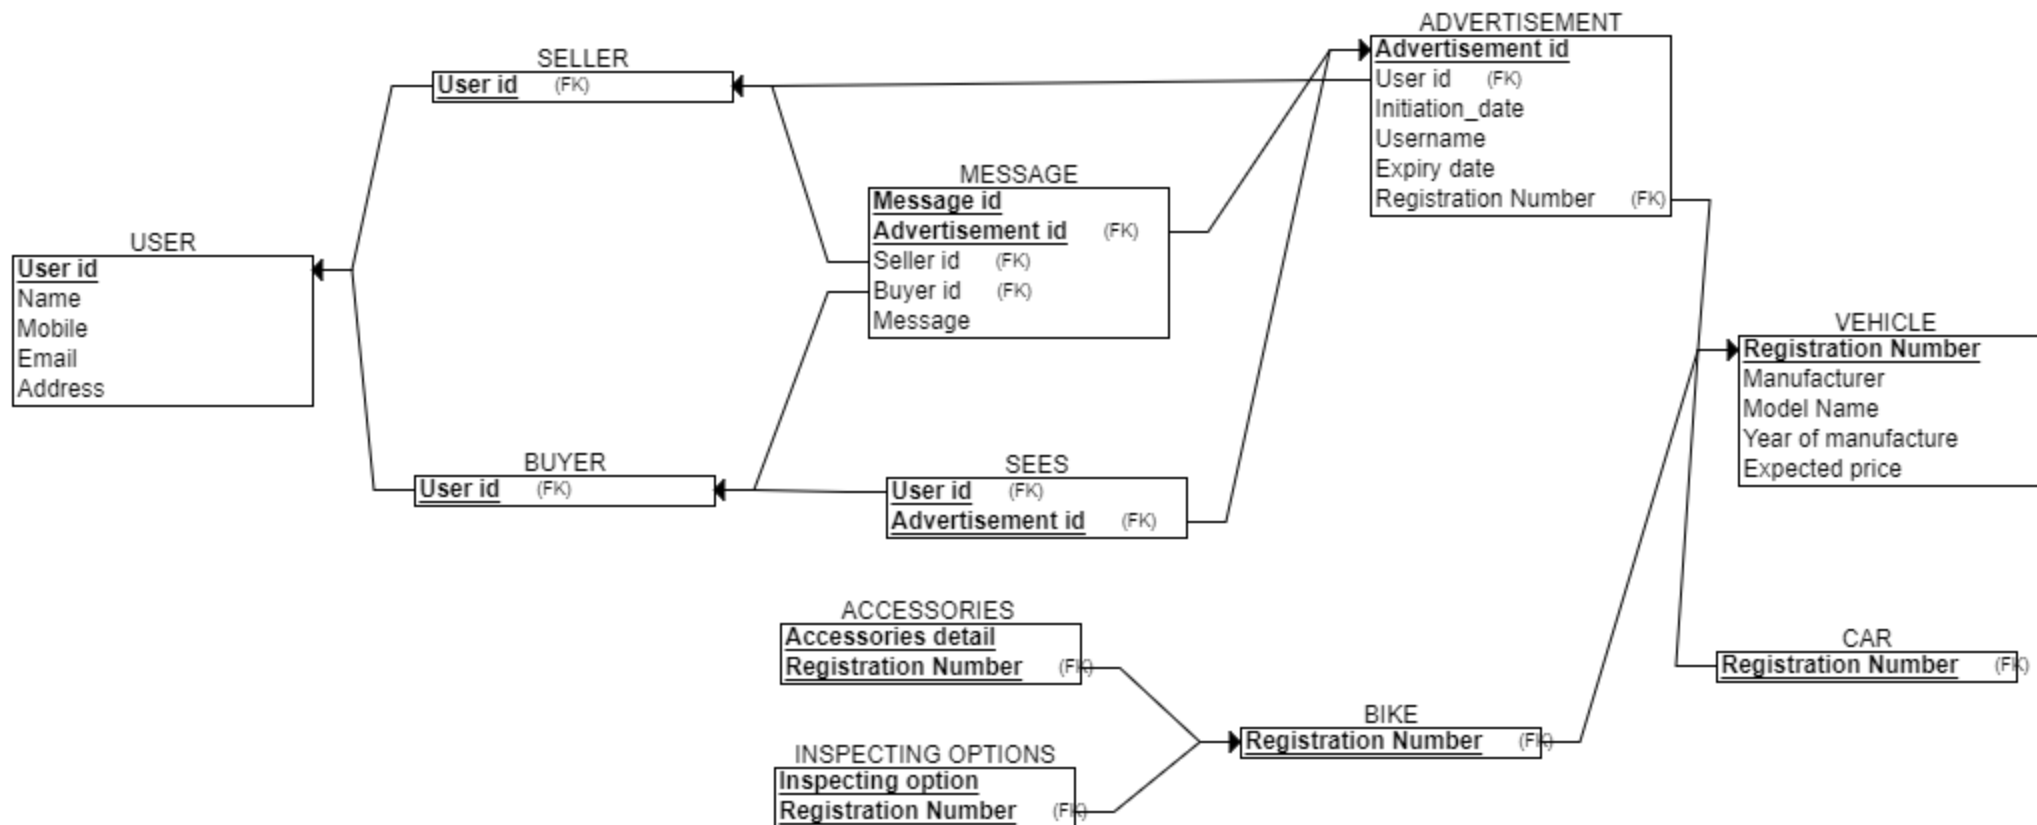 ADVERTISEMENT
Advertisement id
User id (FK)
Initiation_date
Username
Expiry date
Registration Number (FK)
SELLER
User id (FK)
MESSAGE
Message id
Advertisement id (FK)
Seller id (FK)
Buyer id (FK)
Message
USER
User id
Name
Mobile
Email
Address
VEHICLE
Registration Number
Manufacturer
Model Name
Year of manufacture
Expected price
BUYER
User id (FK)
SEES
User id (FK)
Advertisement id (FK)
ACCESSORIES
Accessories detail
Registration Number (FK)
CAR
Registration Number (FK)
BIKE
Registration Number (FK)
INSPECTING OPTIONS
Inspecting option
Registration Number (FK)